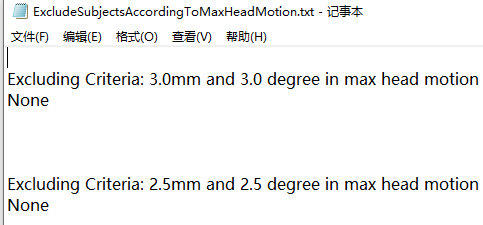 ExcludeSubjectsAccordingToMaxHeadMotion.txt - 记事本
文件(F) 编辑(E) 格式(O) 查看(V) 帮助(H)
Excluding Criteria: 3.0mm and 3.0 degree in max head motion
None
Excluding Criteria: 2.5mm and 2.5 degree in max head motion
None